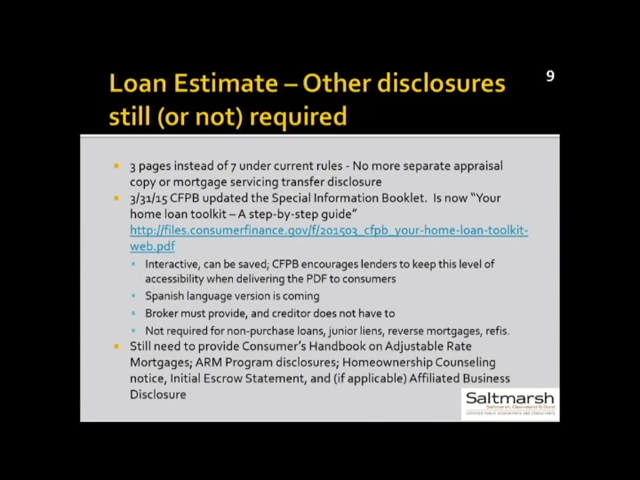 9
Loan Estimate – Other disclosures
still (or not) required
3 pages instead of 7 under current rules - No more separate appraisal
copy or mortgage servicing transfer disclosure
3/31/15 CFPB updated the Special Information Booklet. Is now “Your
home loan toolkit – A step-by-step guide”
http://files.consumerfinance.gov/f/201503_cfpb_your-home-loan-toolkit-
web.pdf
Interactive, can be saved; CFPB encourages lenders to keep this level of
accessibility when delivering the PDF to consumers
Spanish language version is coming
Broker must provide, and creditor does not have to
Not required for non-purchase loans, junior liens, reverse mortgages, refis.
Still need to provide Consumer’s Handbook on Adjustable Rate
Mortgages; ARM Program disclosures; Homeownership Counseling
notice, Initial Escrow Statement, and (if applicable) Affiliated Business
Disclosure
Saltmarsh
Saltmarsh, Cleaveland & Gund